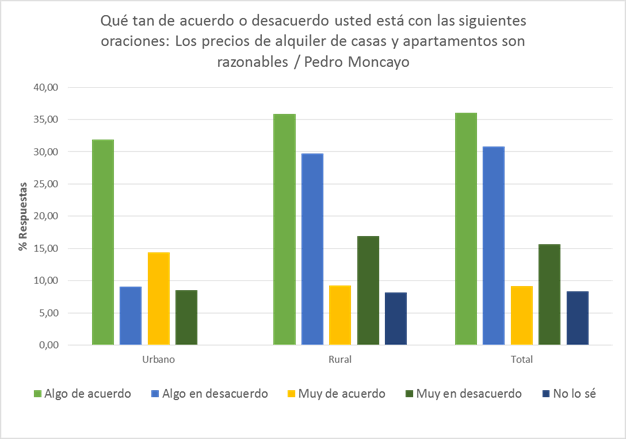 Qué tan de acuerdo o desacuerdo usted está con las siguientes
oraciones: Los precios de alquiler de casas y apartamentos son
razonables / Pedro Moncayo
40,00
35,00
30,00
25,00
20,00
15,00
10,00
5,00
0,00
% Respuestas
Urbano Rural Total
Algo de acuerdo Algo en desacuerdo Muy de acuerdo Muy en desacuerdo No lo sé